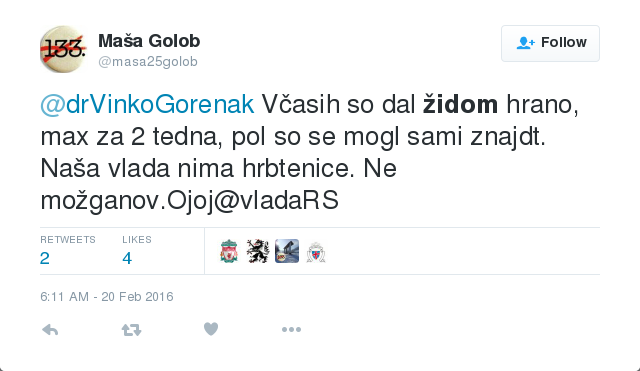 133.
Maša Golob
@masa25golob
Follow
@drVinkoGorenak Včasih so dal židom hrano,
max za 2 tedna, pol so se mogl sami znajdt.
Naša vlada nima hrbtenice. Ne
možganov.Ojoj@vladaRS
RETWEETS LIKES
2 4
6:11 AM - 20 Feb 2016